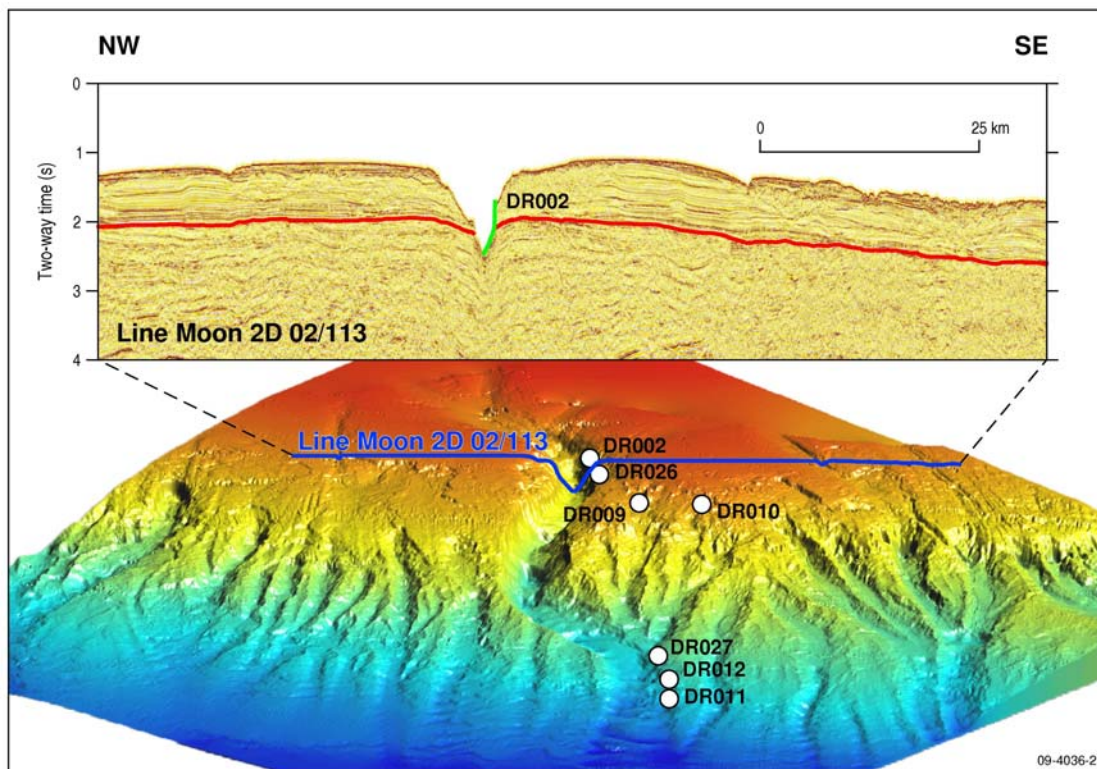 NW
SE
0
0
25 km
1
DR002
2
Two-way time (s)
3
Line Moon 2D 02/113
4
Line Moon 2D 02/113
DR002
DR026
DR009
DR010
DR027
DR012
DR011
09-4036-2